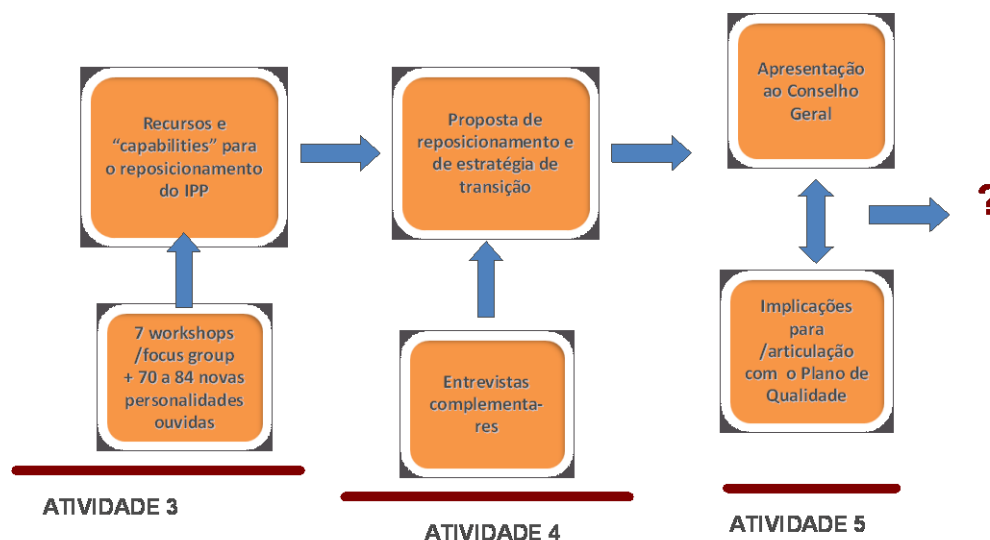 Recursos e
“capabilities” para
o reposicionamento
do IPP
Proposta de
reposicionamento e
de estratégia de
transição
Apresentação
ao Conselho
Geral
?
7 workshops
/focus group
+ 70 a 84 novas
personalidades
ouvidas
Entrevistas
complementa-
res
Implicações
para
/articulação
com o Plano de
Qualidade
ATIVIDADE 3
ATIVIDADE 4
ATIVIDADE 5